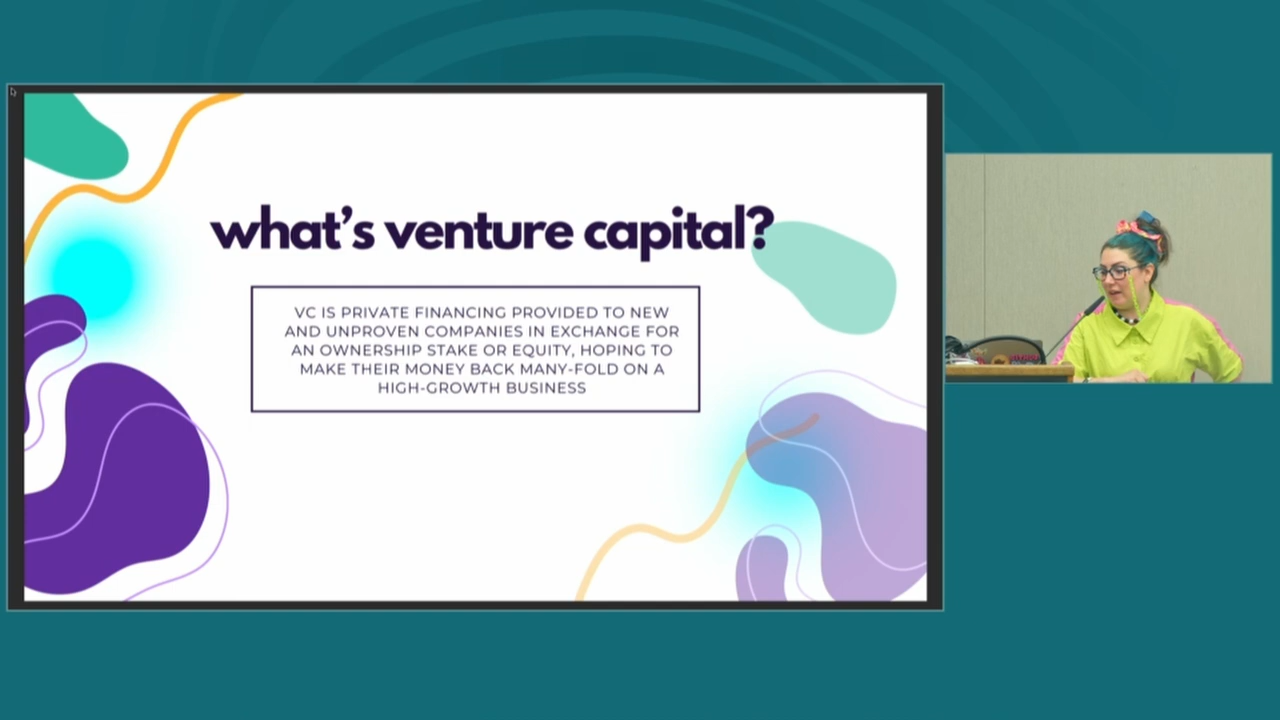 what's venture capital?
VC IS PRIVATE FINANCING PROVIDED TO NEW
AND UNPROVEN COMPANIES IN EXCHANGE FOR
AN OWNERSHIP STAKE OR EQUITY, HOPING TO
MAKE THEIR MONEY BACK MANY-FOLD ON A
HIGH-GROWTH BUSINESS